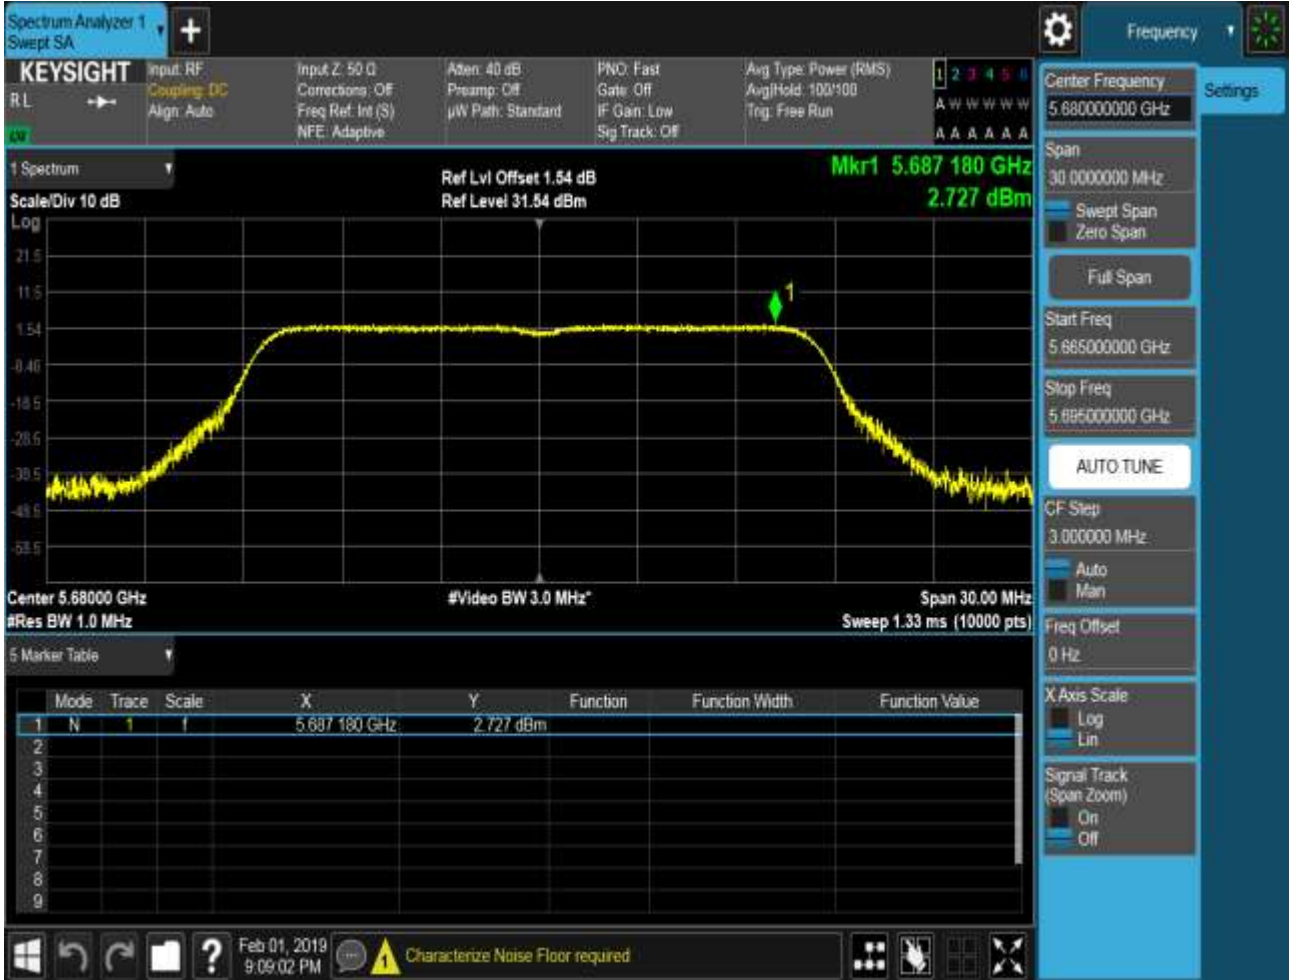 Spectrum Analyzer 1
Swept SA
+
Frequency
KEYSIGHT
Input: RF
Coupling: DC
Align: Auto
Input Z: 50 Ω
Corrections: Off
Freq Ref: Int (S)
NFE: Adaptive
Atten: 40 dB
Preamp: Off
µW Path: Standard
PNO: Fast
Gate: Off
IF Gain: Low
Sig Track: Off
Avg Type: Power (RMS)
Avg|Hold: 100/100
Trig: Free Run
1 2 3 4 5 6
A W W W W W
A A A A A A
R L
1 Spectrum
Scale/Div 10 dB
Ref Lvl Offset 1.54 dB
Ref Level 31.54 dBm
Mkr1 5.687 180 GHz
2.727 dBm
Log
21.5
11.5
1.54
-8.46
-18.5
-28.5
-38.5
-48.5
-58.5
1
Center 5.68000 GHz
#Res BW 1.0 MHz
#Video BW 3.0 MHz*
Span 30.00 MHz
Sweep 1.33 ms (10000 pts)
5 Marker Table
Mode Trace Scale X Y Function Function Width Function Value
1 N 1 f 5.687 180 GHz 2.727 dBm
2
3
4
5
6
7
8
9
Center Frequency
5.680000000 GHz
Settings
Span
30.0000000 MHz
Swept Span
Zero Span
Full Span
Start Freq
5.665000000 GHz
Stop Freq
5.695000000 GHz
AUTO TUNE
CF Step
3.000000 MHz
Auto
Man
Freq Offset
0 Hz
X Axis Scale
Log
Lin
Signal Track
(Span Zoom)
On
Off
?
Feb 01, 2019
9:09:02 PM
1
Characterize Noise Floor required